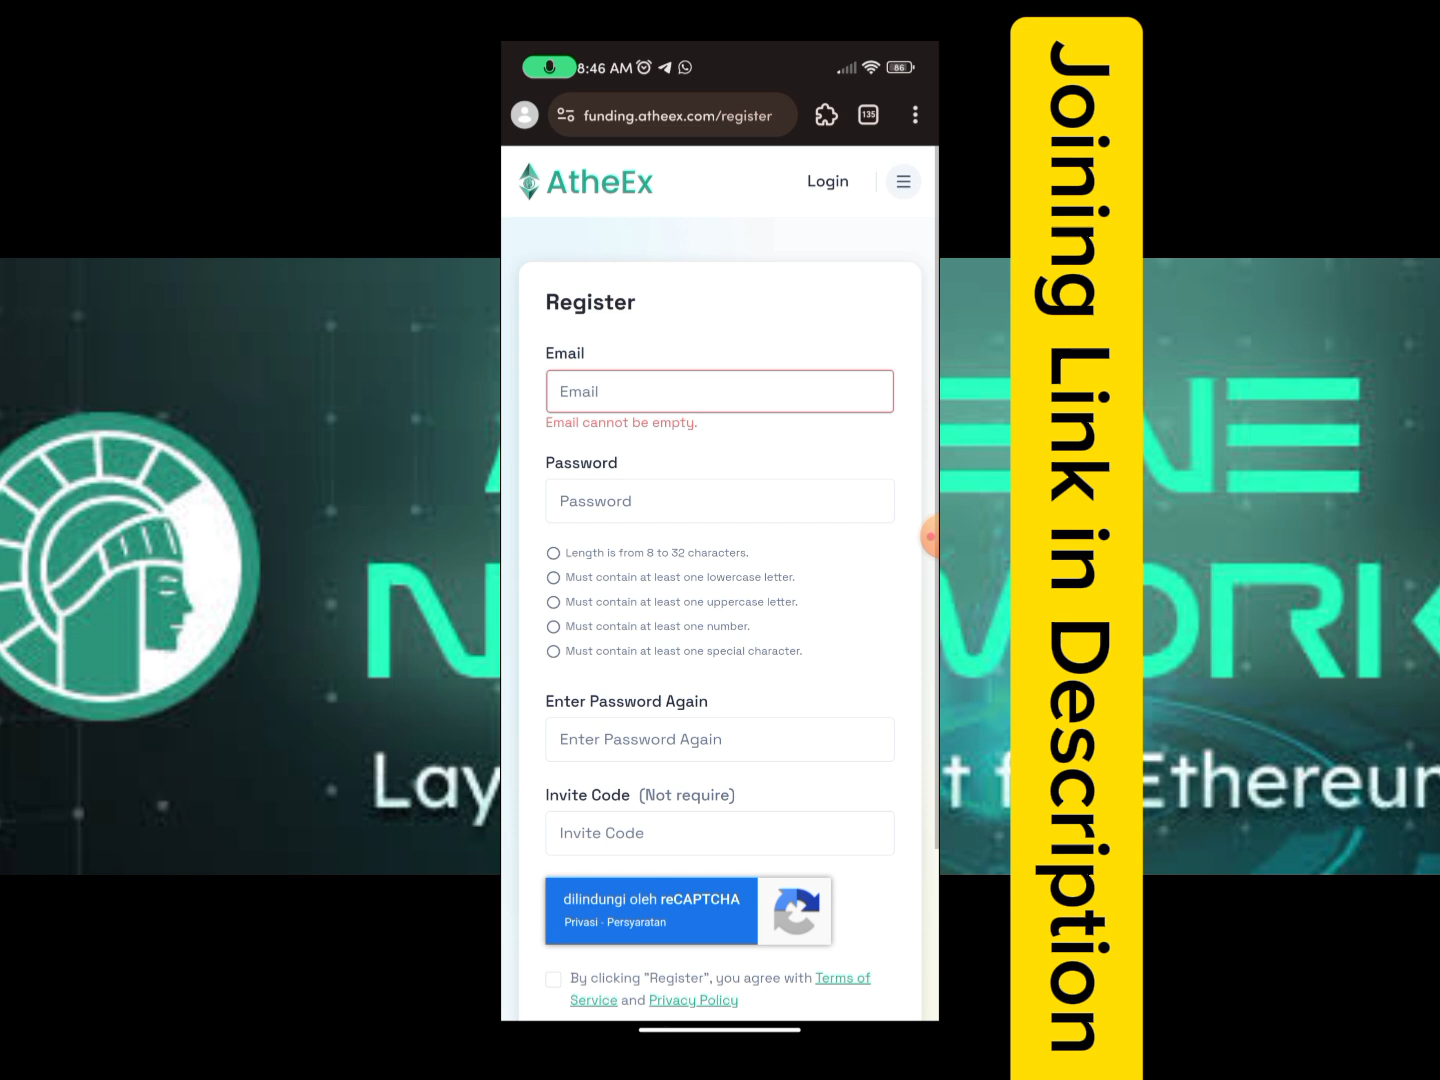 8:46 AM
86
funding.atheex.com/register
135
AtheEx
Login
Register
Email
Email
Email cannot be empty.
Password
Password
Length is from 8 to 32 characters.
Must contain at least one lowercase letter.
Must contain at least one uppercase letter.
Must contain at least one number.
Must contain at least one special character.
Enter Password Again
Enter Password Again
Invite Code (Not require)
Invite Code
dilindungi oleh reCAPTCHA
Privasi - Persyaratan
By clicking "Register", you agree with Terms of
Service and Privacy Policy
Joining Link in Description